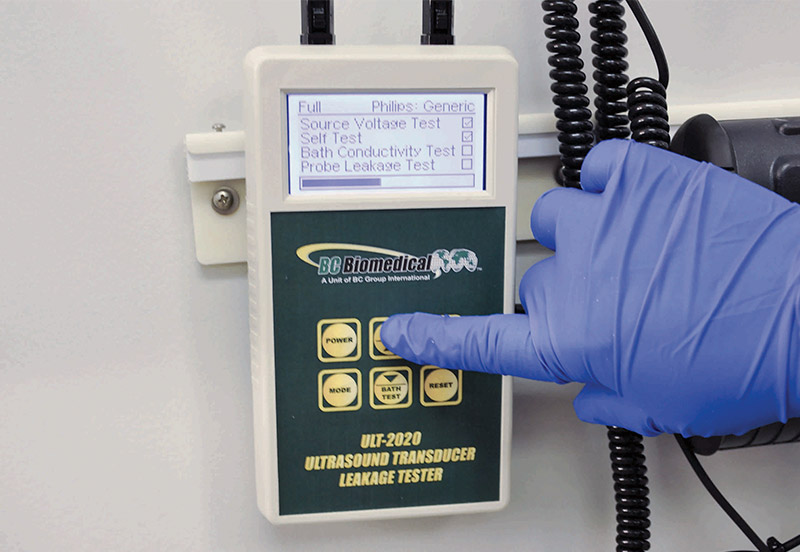 Full Philips: Generic
Source Voltage Test
Self Test
Bath Conductivity Test
Probe Leakage Test
BC Biomedical
A Unit of BC Group International
POWER
MODE BATH TEST RESET
ULT-2020
ULTRASOUND TRANSDUCER
LEAKAGE TESTER